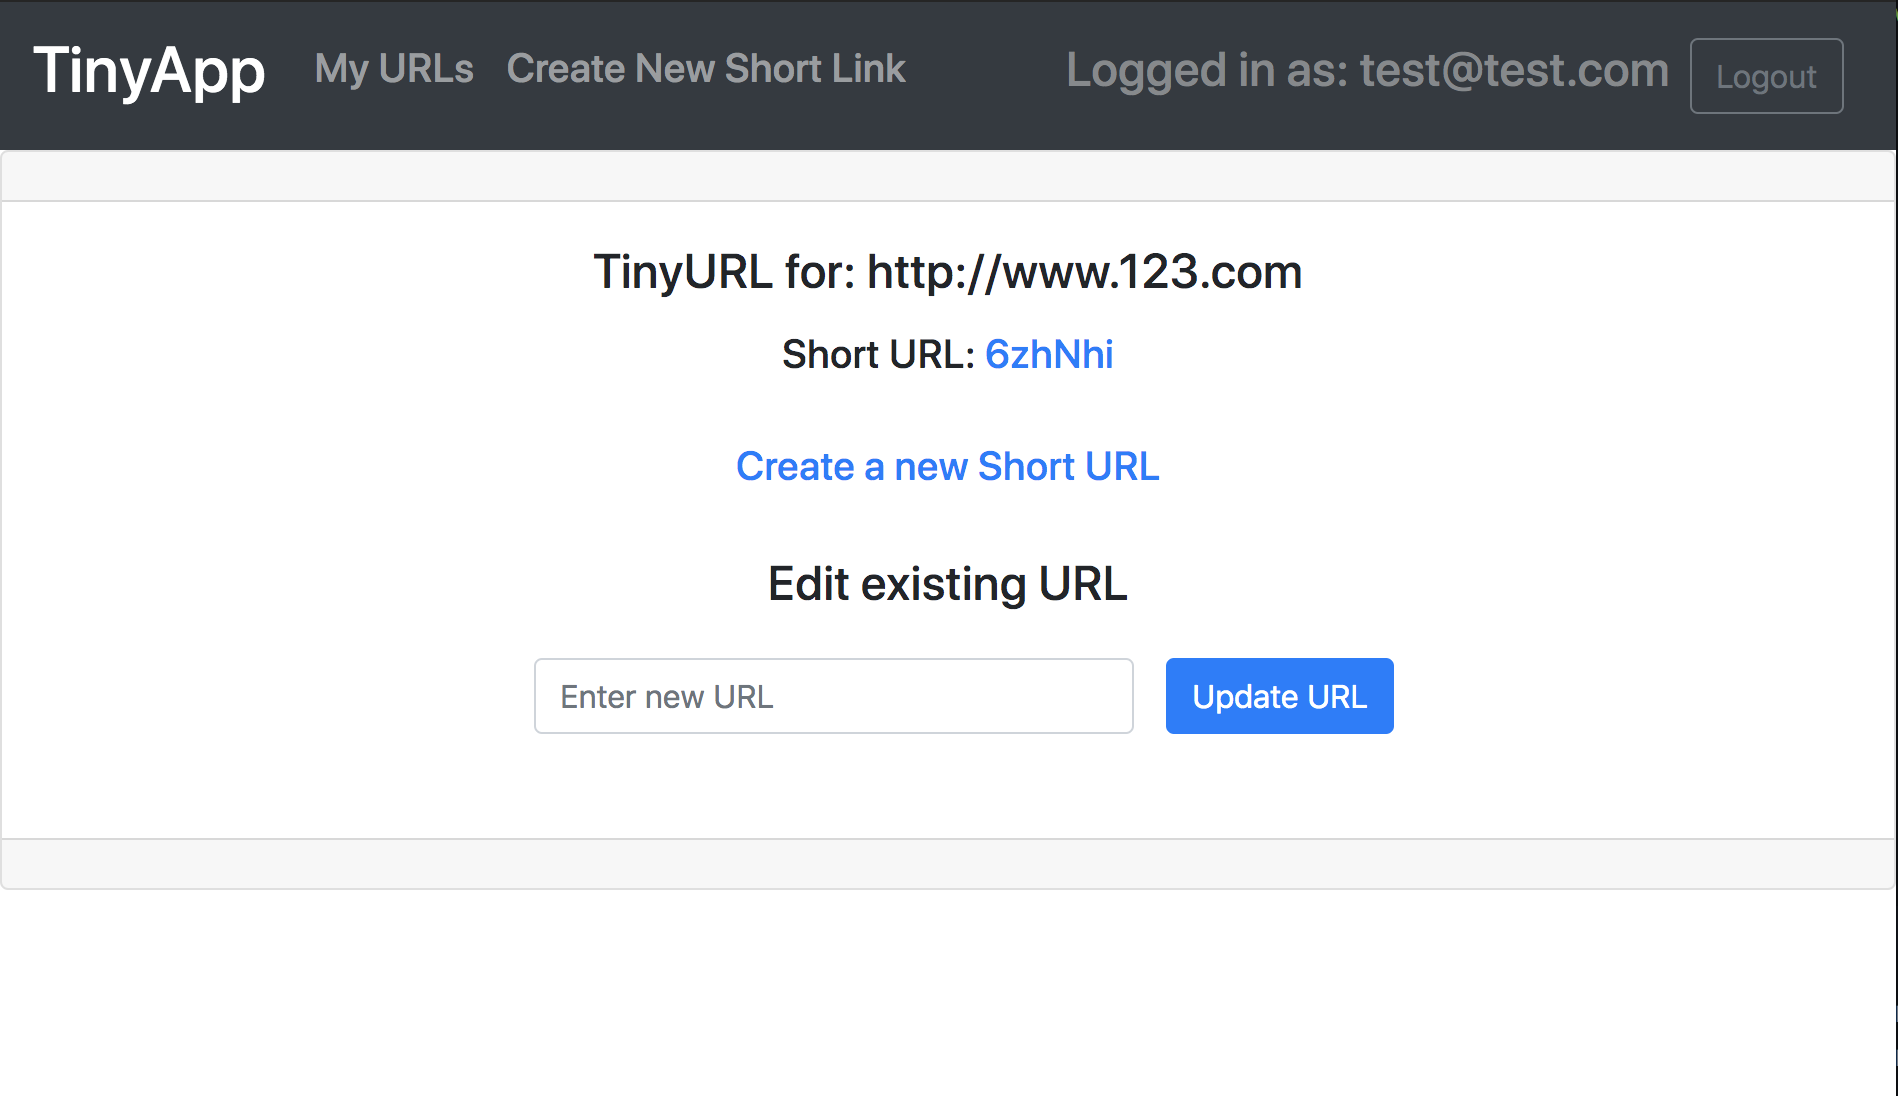 TinyApp My URLs Create New Short Link Logged in as: test@test.com Logout
TinyURL for: http://www.123.com
Short URL: 6zhNhi
Create a new Short URL
Edit existing URL
Enter new URL Update URL